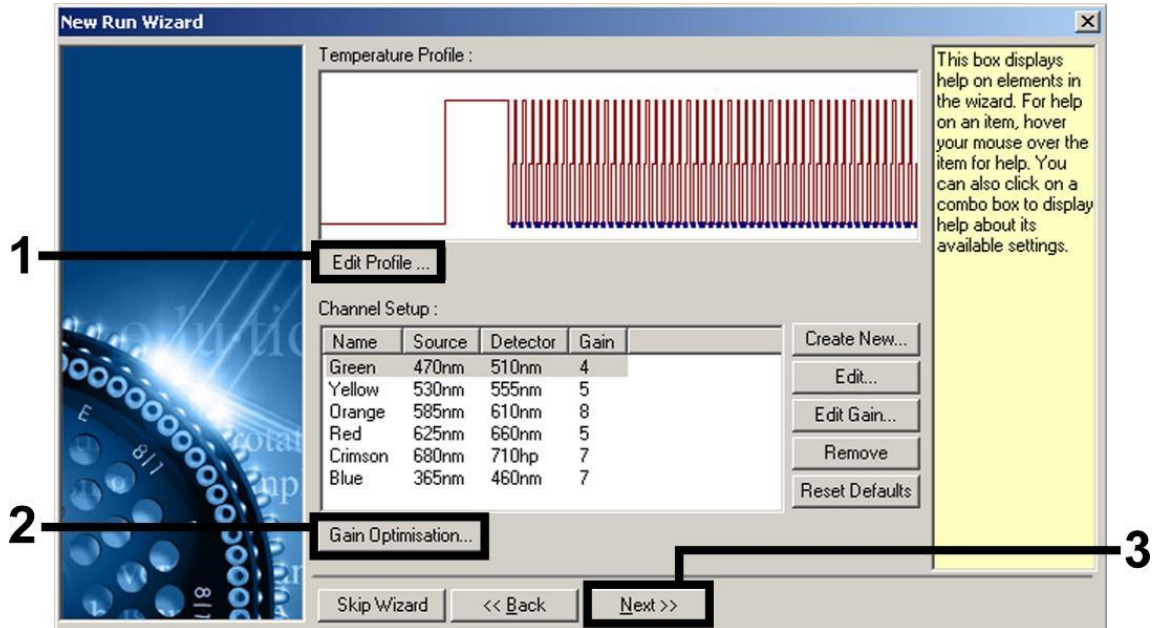 New Run Wizard
Temperature Profile :
1
Edit Profile ...
Channel Setup :
Name Source Detector Gain
Green 470nm 510nm 4
Yellow 530nm 555nm 5
Orange 585nm 610nm 8
Red 625nm 660nm 5
Crimson 680nm 710hp 7
Blue 365nm 460nm 7
Create New...
Edit...
Edit Gain...
Remove
Reset Defaults
2
Gain Optimisation...
3
Skip Wizard
<< Back
Next >>
This box displays
help on elements in
the wizard. For help
on an item, hover
your mouse over the
item for help. You
can also click on a
combo box to display
help about its
available settings.
E
8/1
8/1